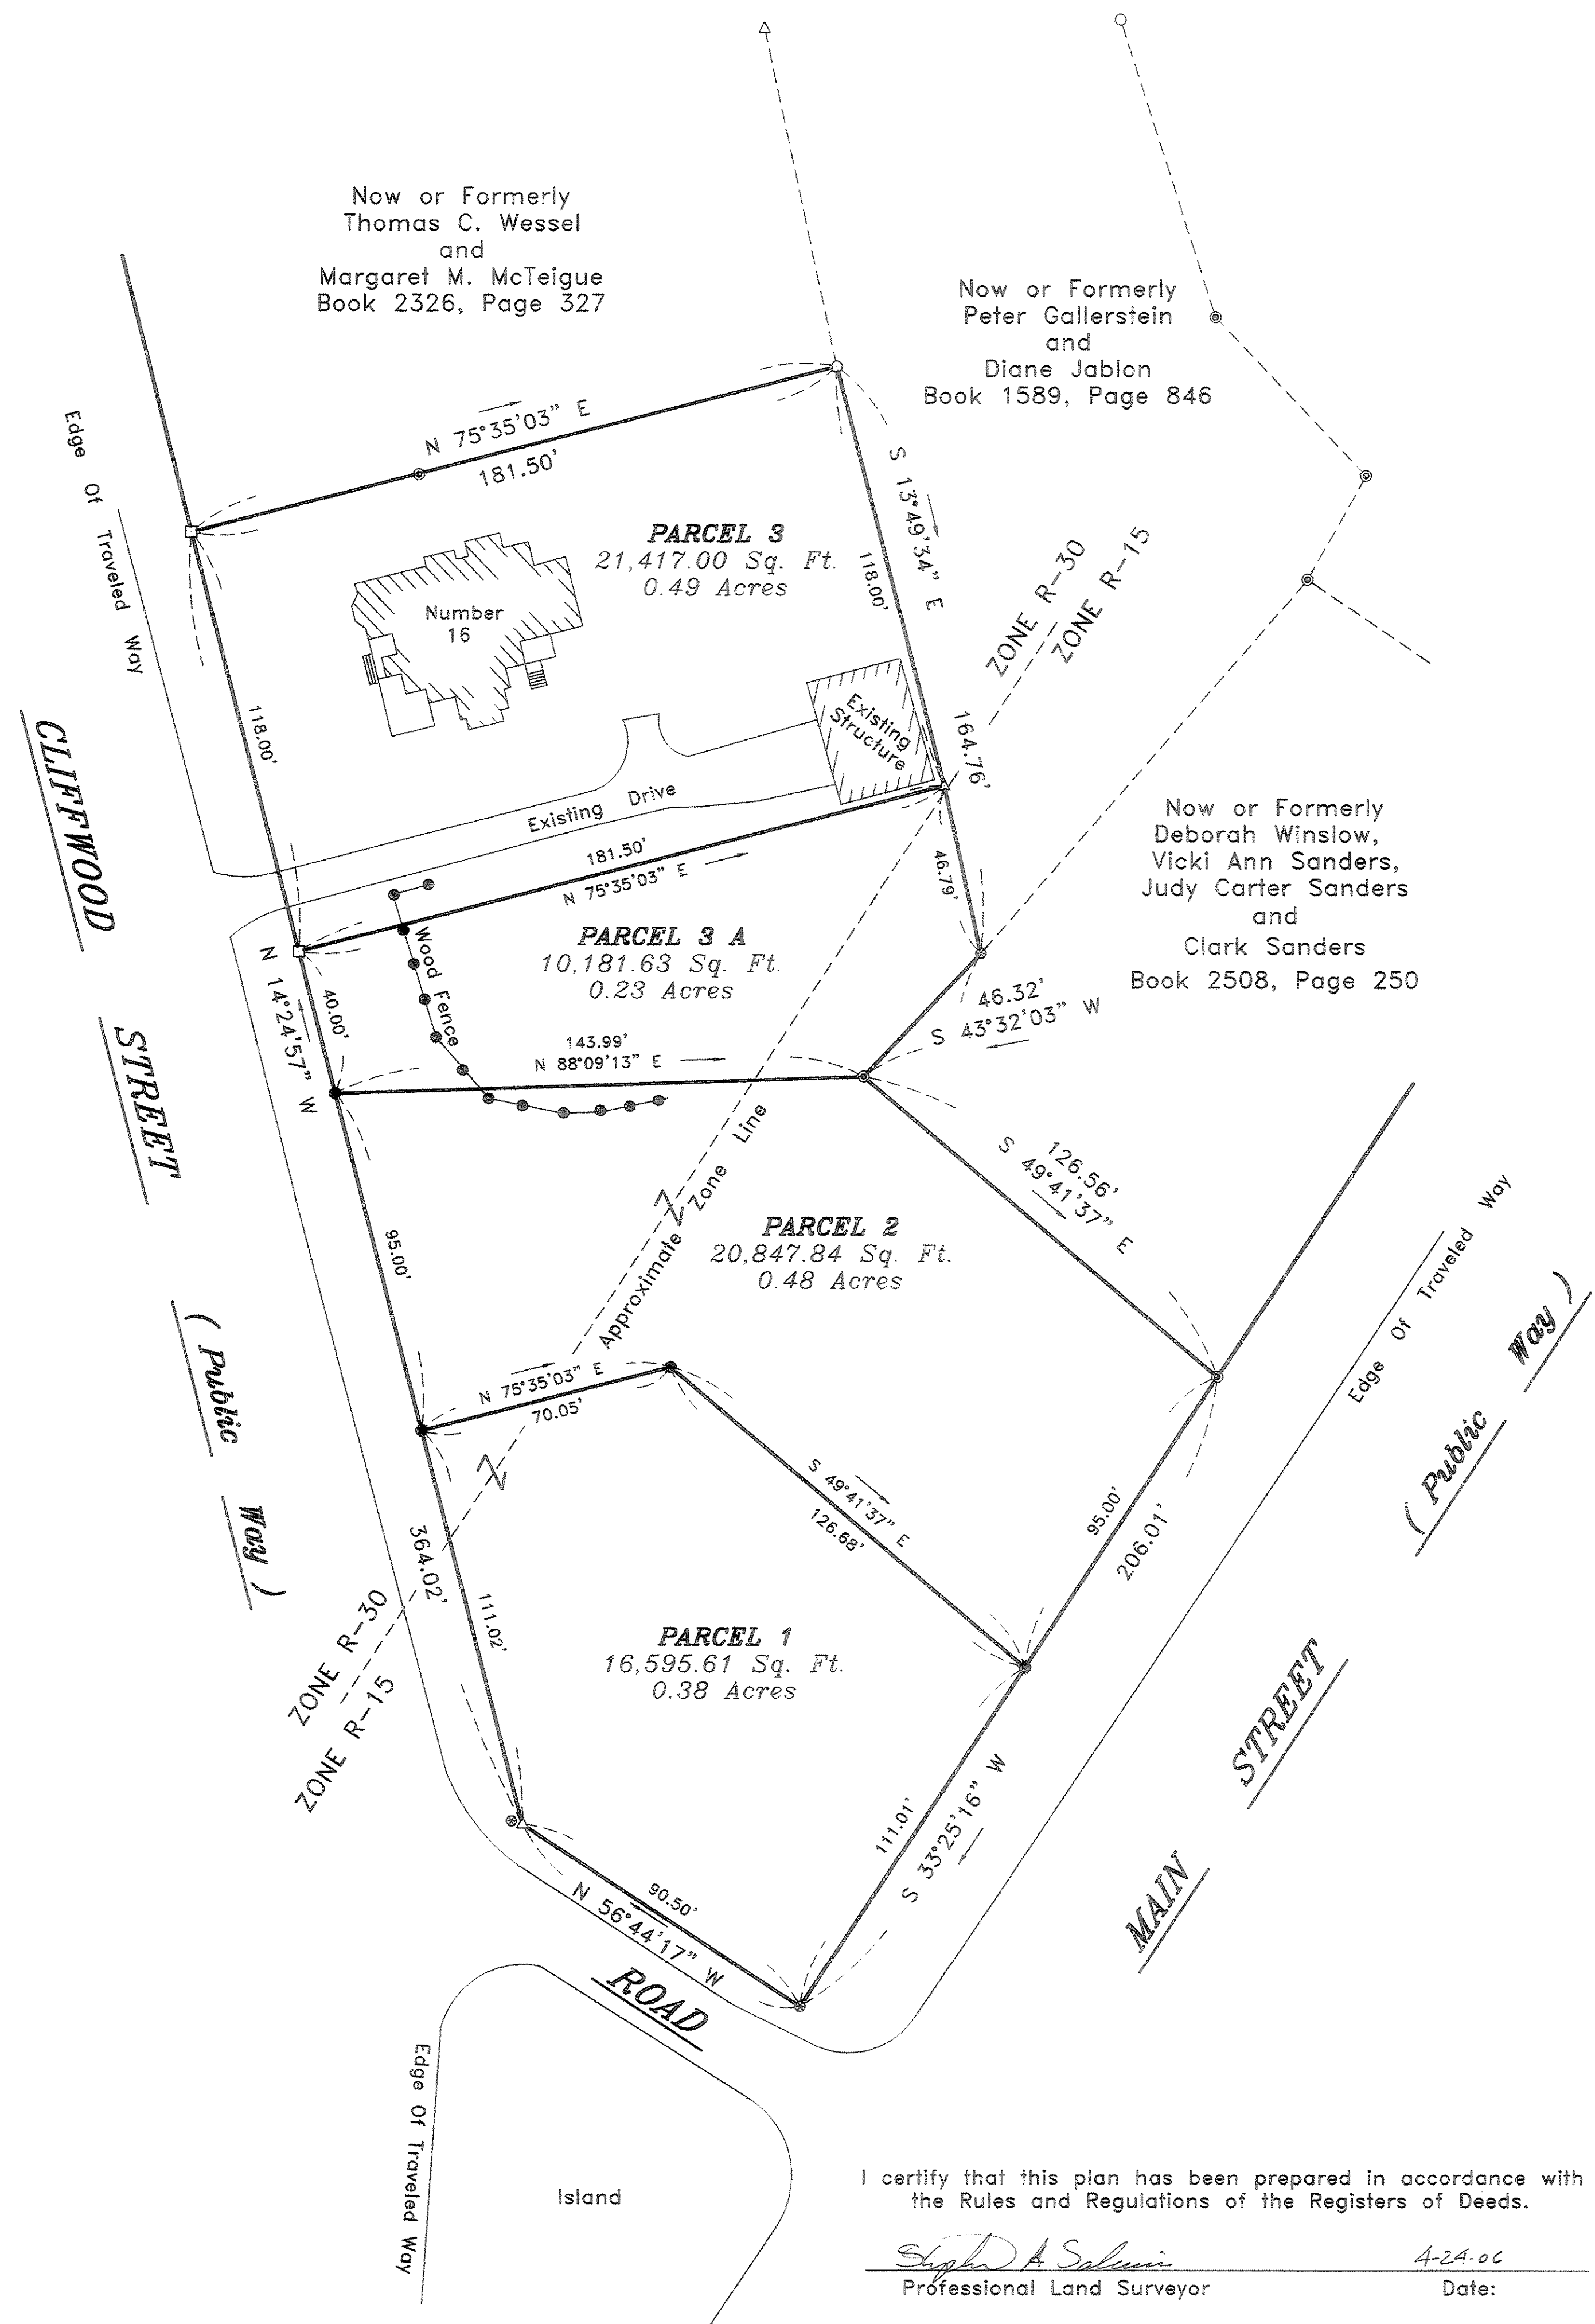 Now or Formerly
Thomas C. Wessel
and
Margaret M. McTeigue
Book 2326, Page 327
Now or Formerly
Peter Gallerstein
and
Diane Jablon
Book 1589, Page 846
Edge Of Traveled Way
N 75°35'03" E
181.50'
S 13°49'34" E
118.00'
164.76'
PARCEL 3
21,417.00 Sq. Ft.
0.49 Acres
Number
16
ZONE R-30
ZONE R-15
Existing
Structure
118.00'
Existing Drive
181.50'
N 75°35'03" E
46.79'
CLIFFWOOD STREET ( Public Way )
Now or Formerly
Deborah Winslow,
Vicki Ann Sanders,
Judy Carter Sanders
and
Clark Sanders
Book 2508, Page 250
PARCEL 3 A
10,181.63 Sq. Ft.
0.23 Acres
Wood Fence
N 14°24'57" W
40.00'
46.32'
S 43°32'03" W
143.99'
N 88°09'13" E
126.56'
S 49°41'37" E
Approximate Zone Line
Z
PARCEL 2
20,847.84 Sq. Ft.
0.48 Acres
95.00'
Edge Of Traveled Way
N 75°35'03" E
70.05'
Z
S 49°41'37" E
126.68'
95.00'
206.01'
364.02'
111.02'
ZONE R-30
ZONE R-15
PARCEL 1
16,595.61 Sq. Ft.
0.38 Acres
111.01'
S 33°25'16" W
MAIN STREET ( Public Way )
90.50'
N 56°44'17" W
ROAD
Edge Of Traveled Way
Island
I certify that this plan has been prepared in accordance with
the Rules and Regulations of the Registers of Deeds.
4-24-06
Professional Land Surveyor Date: